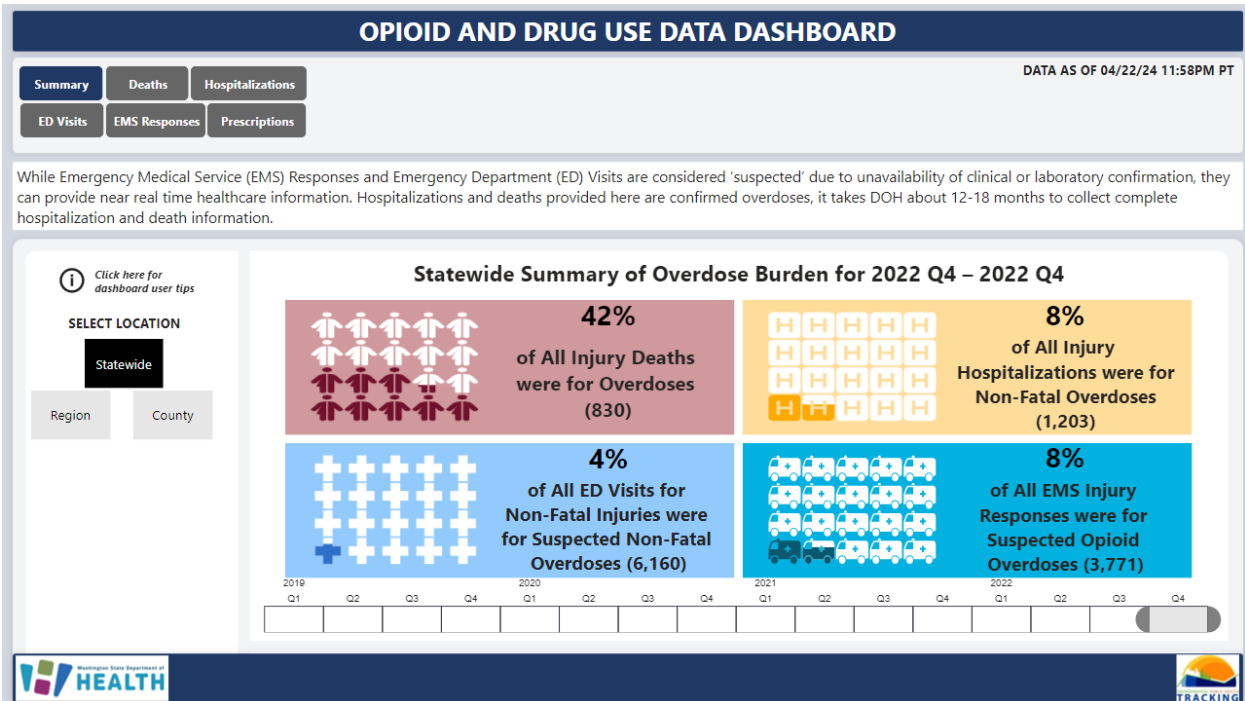 OPIOID AND DRUG USE DATA DASHBOARD
DATA AS OF 04/22/24 11:58PM PT
Summary Deaths Hospitalizations
ED Visits EMS Responses Prescriptions
While Emergency Medical Service (EMS) Responses and Emergency Department (ED) Visits are considered ‘suspected’ due to unavailability of clinical or laboratory confirmation, they
can provide near real time healthcare information. Hospitalizations and deaths provided here are confirmed overdoses, it takes DOH about 12-18 months to collect complete
hospitalization and death information.
Click here for
dashboard user tips
SELECT LOCATION
Statewide
Region County
Statewide Summary of Overdose Burden for 2022 Q4 – 2022 Q4
42%
of All Injury Deaths
were for Overdoses
(830)
8%
of All Injury
Hospitalizations were for
Non-Fatal Overdoses
(1,203)
4%
of All ED Visits for
Non-Fatal Injuries were
for Suspected Non-Fatal
Overdoses (6,160)
8%
of All EMS Injury
Responses were for
Suspected Opioid
Overdoses (3,771)
2019 2020 2021 2022
Q1 Q2 Q3 Q4 Q1 Q2 Q3 Q4 Q1 Q2 Q3 Q4
Washington State Department of
HEALTH
TRACKING